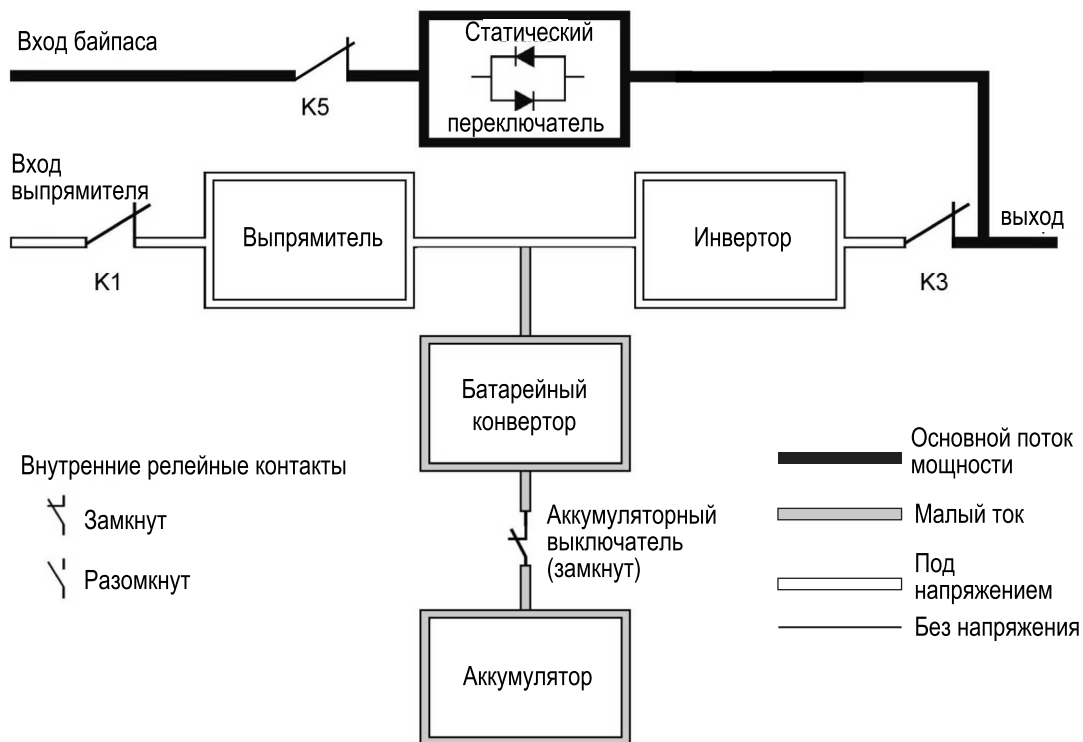 Вход байпаса
K5
Статический
переключатель
Вход
выпрямителя
K1
Выпрямитель
Инвертор
K3
выход
Батарейный
конвертор
Внутренние релейные контакты
Замкнут
Разомкнут
Аккумуляторный
выключатель
(замкнут)
Аккумулятор
Основной поток
мощности
Малый ток
Под
напряжением
Без напряжения